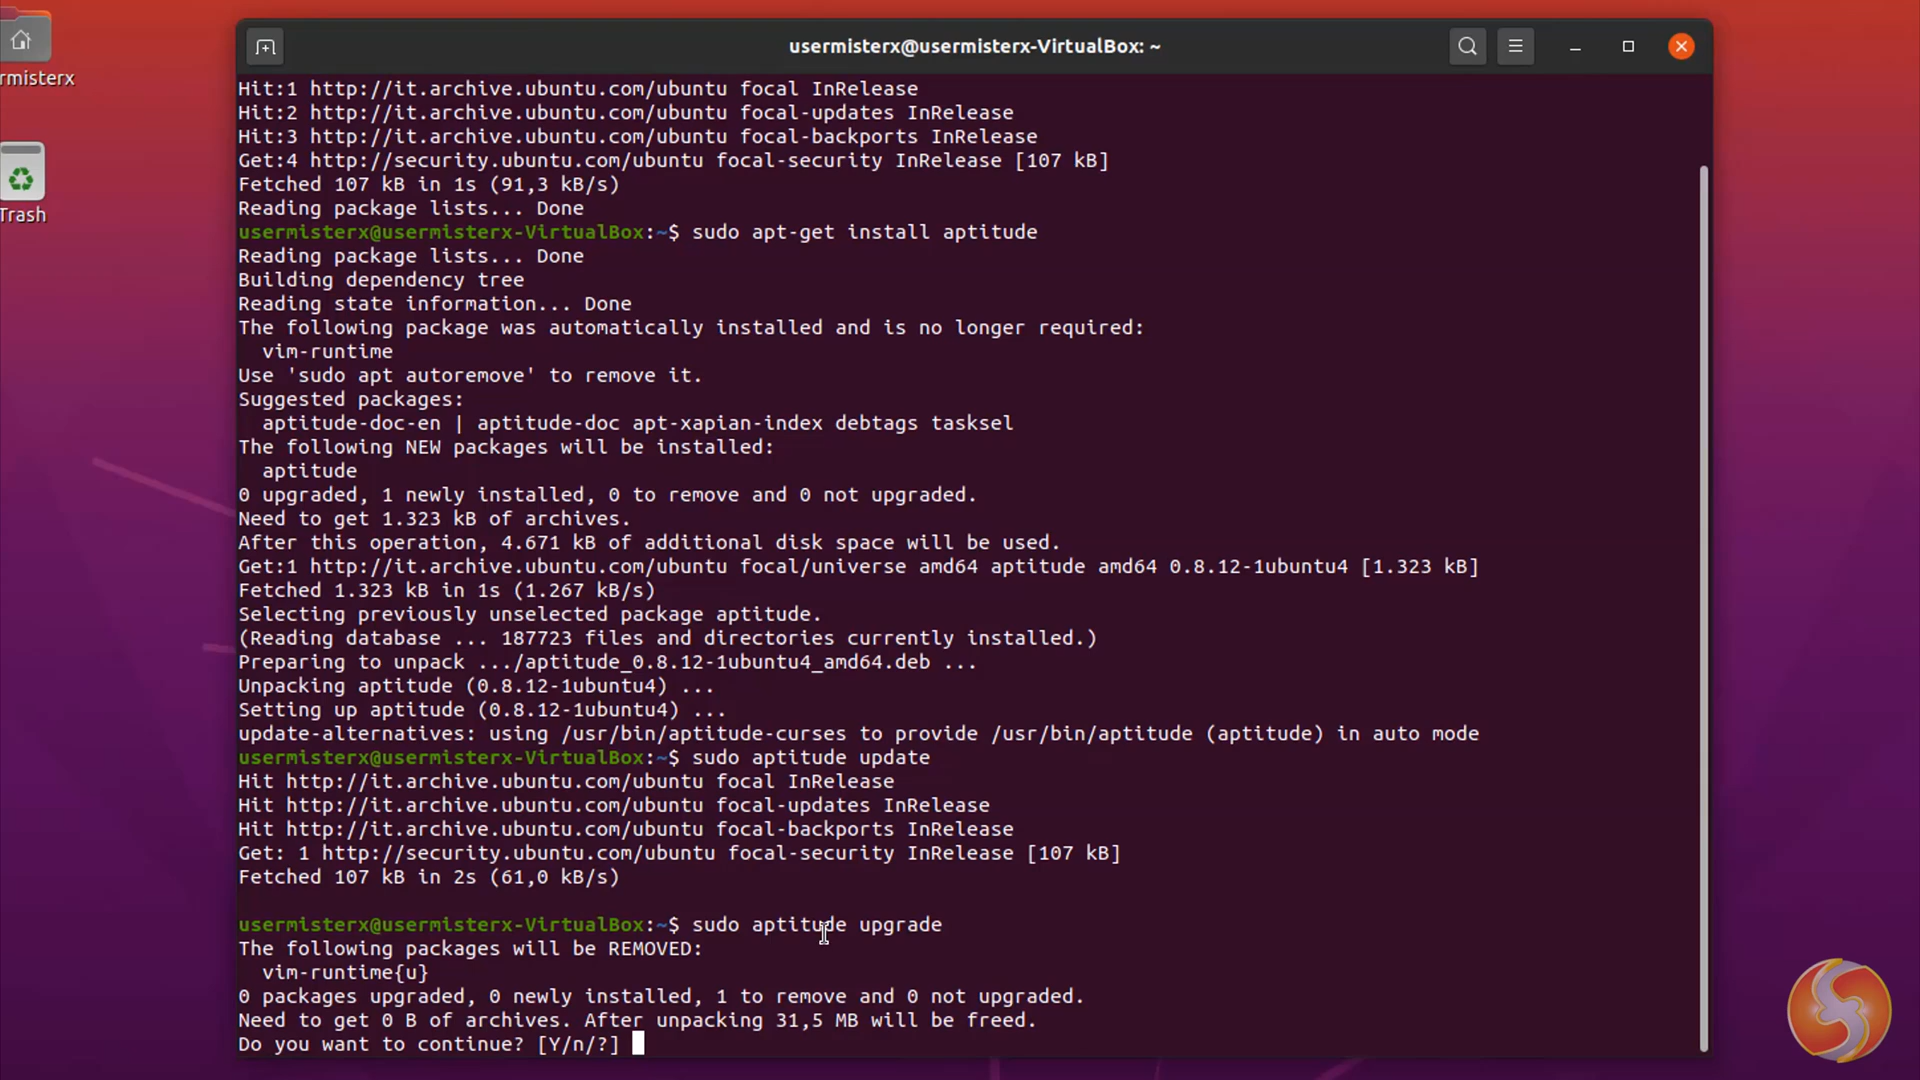 rmisterx
Trash
usermisterx@usermisterx-VirtualBox: ~
Hit:1 http://it.archive.ubuntu.com/ubuntu focal InRelease
Hit:2 http://it.archive.ubuntu.com/ubuntu focal-updates InRelease
Hit:3 http://it.archive.ubuntu.com/ubuntu focal-backports InRelease
Get:4 http://security.ubuntu.com/ubuntu focal-security InRelease [107 kB]
Fetched 107 kB in 1s (91,3 kB/s)
Reading package lists... Done
usermisterx@usermisterx-VirtualBox:~$ sudo apt-get install aptitude
Reading package lists... Done
Building dependency tree
Reading state information... Done
The following package was automatically installed and is no longer required:
  vim-runtime
Use 'sudo apt autoremove' to remove it.
Suggested packages:
  aptitude-doc-en | aptitude-doc apt-xapian-index debtags tasksel
The following NEW packages will be installed:
  aptitude
0 upgraded, 1 newly installed, 0 to remove and 0 not upgraded.
Need to get 1.323 kB of archives.
After this operation, 4.671 kB of additional disk space will be used.
Get:1 http://it.archive.ubuntu.com/ubuntu focal/universe amd64 aptitude amd64 0.8.12-1ubuntu4 [1.323 kB]
Fetched 1.323 kB in 1s (1.267 kB/s)
Selecting previously unselected package aptitude.
(Reading database ... 187723 files and directories currently installed.)
Preparing to unpack .../aptitude_0.8.12-1ubuntu4_amd64.deb ...
Unpacking aptitude (0.8.12-1ubuntu4) ...
Setting up aptitude (0.8.12-1ubuntu4) ...
update-alternatives: using /usr/bin/aptitude-curses to provide /usr/bin/aptitude (aptitude) in auto mode
usermisterx@usermisterx-VirtualBox:~$ sudo aptitude update
Hit http://it.archive.ubuntu.com/ubuntu focal InRelease
Hit http://it.archive.ubuntu.com/ubuntu focal-updates InRelease
Hit http://it.archive.ubuntu.com/ubuntu focal-backports InRelease
Get: 1 http://security.ubuntu.com/ubuntu focal-security InRelease [107 kB]
Fetched 107 kB in 2s (61,0 kB/s)
usermisterx@usermisterx-VirtualBox:~$ sudo aptitude upgrade
The following packages will be REMOVED:
  vim-runtime{u}
0 packages upgraded, 0 newly installed, 1 to remove and 0 not upgraded.
Need to get 0 B of archives. After unpacking 31,5 MB will be freed.
Do you want to continue? [Y/n/?]